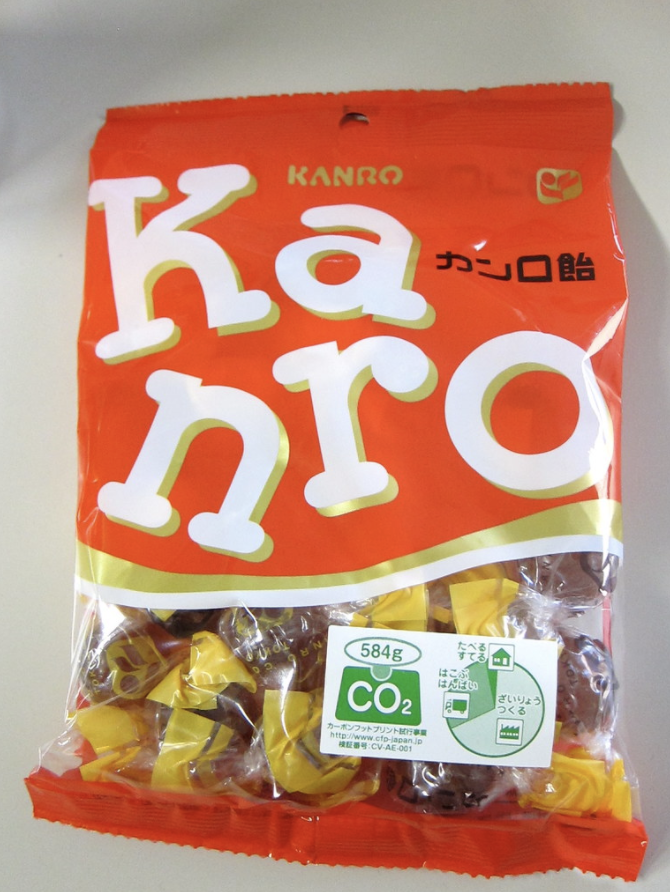 KANRO
Ka
カンロ飴
nro
584g
CO2
カーボンフットプリント試行事業
http://www.cfp-japan.jp
検証番号:CV-AE-001
たべる
すてる
はこぶ
はんばい
ざいりょう
つくる